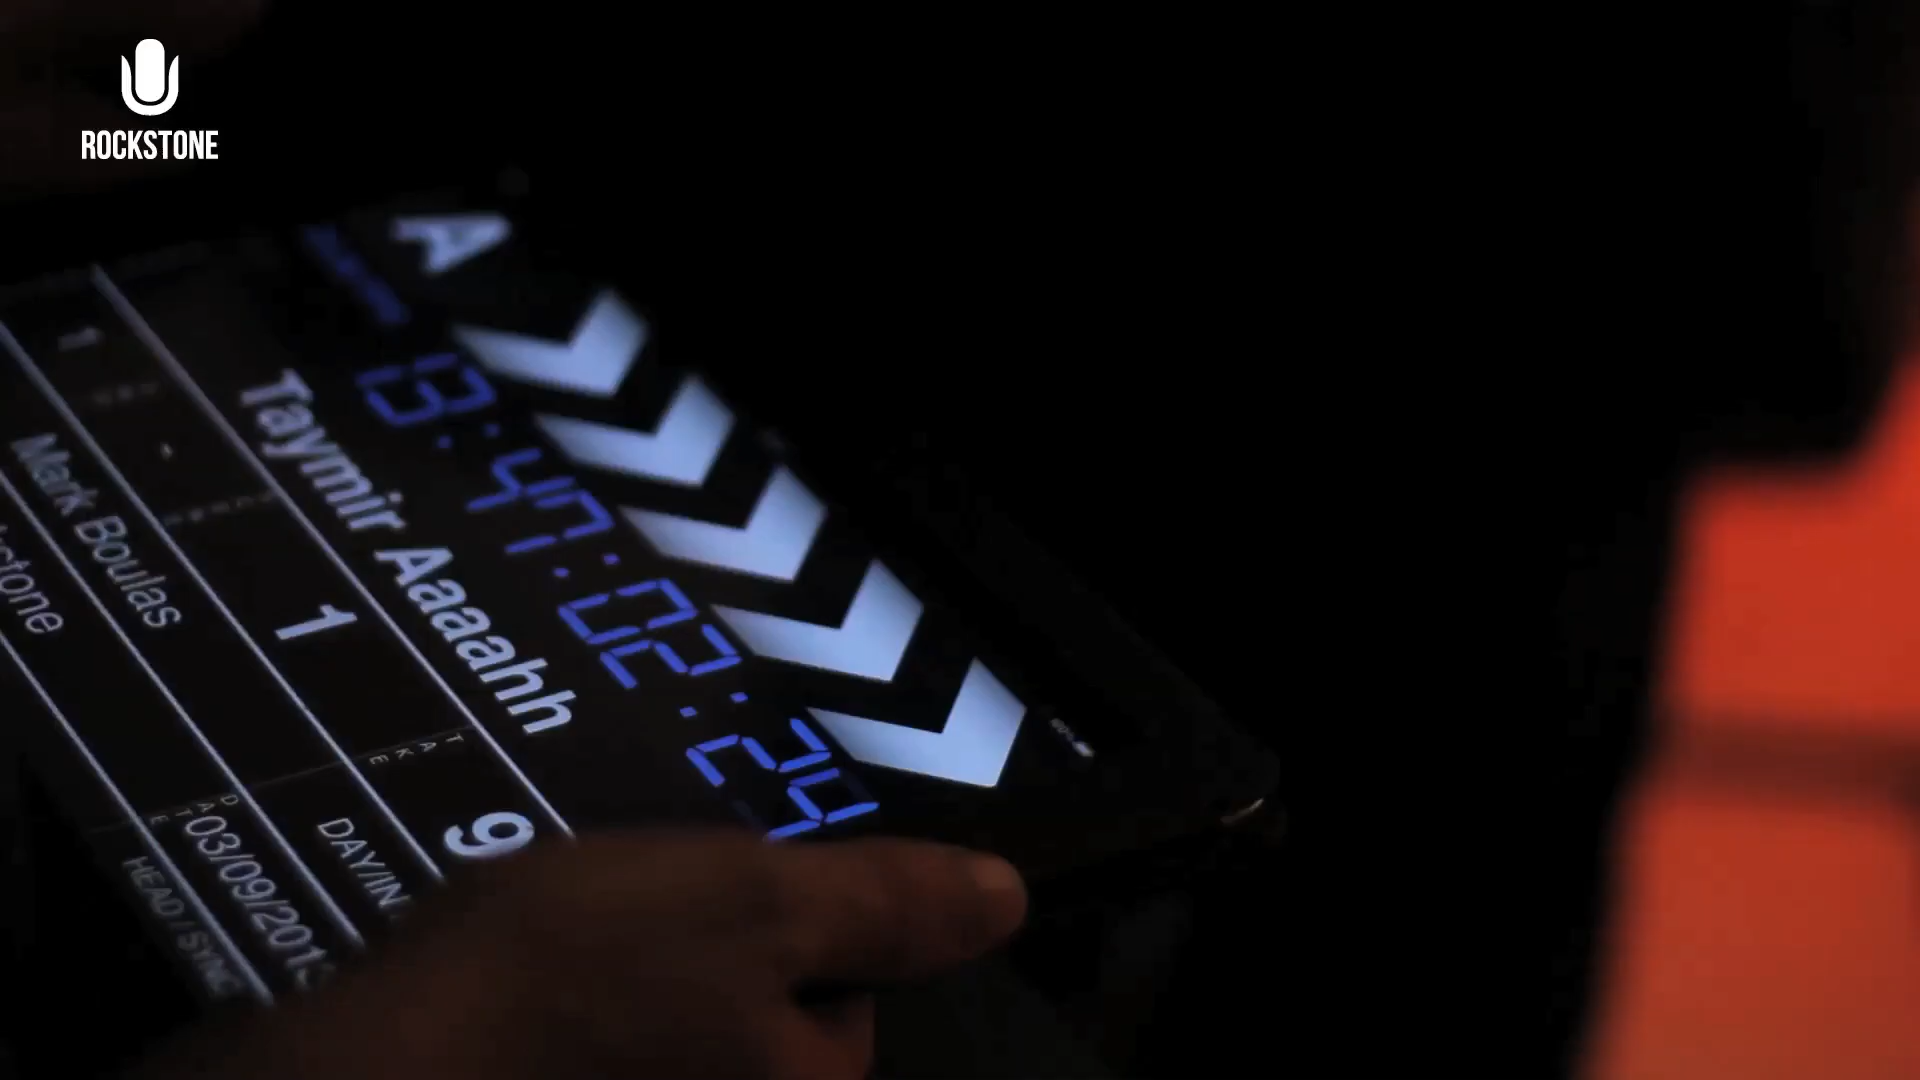 ROCKSTONE
A
13:47:02:24
Taymir Aaaahh
1
-
1
TAKE
9
Mark Boulas
DAY/IN
DATE
03/09/201
HEAD / SYNC